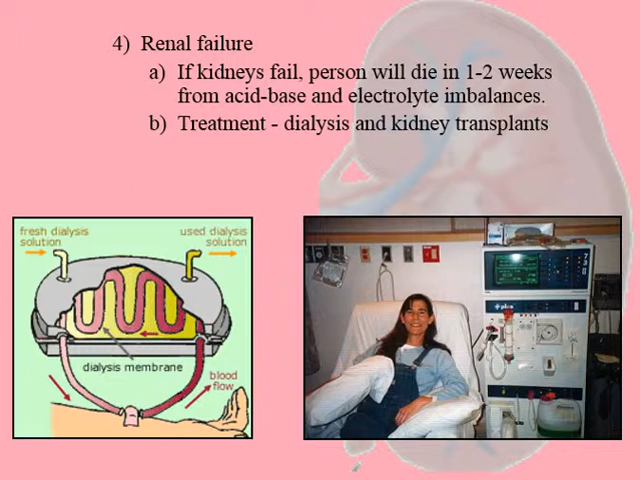 4) Renal failure
a) If kidneys fail, person will die in 1-2 weeks
from acid-base and electrolyte imbalances.
b) Treatment - dialysis and kidney transplants
fresh dialysis
solution
used dialysis
solution
dialysis membrane
blood
flow